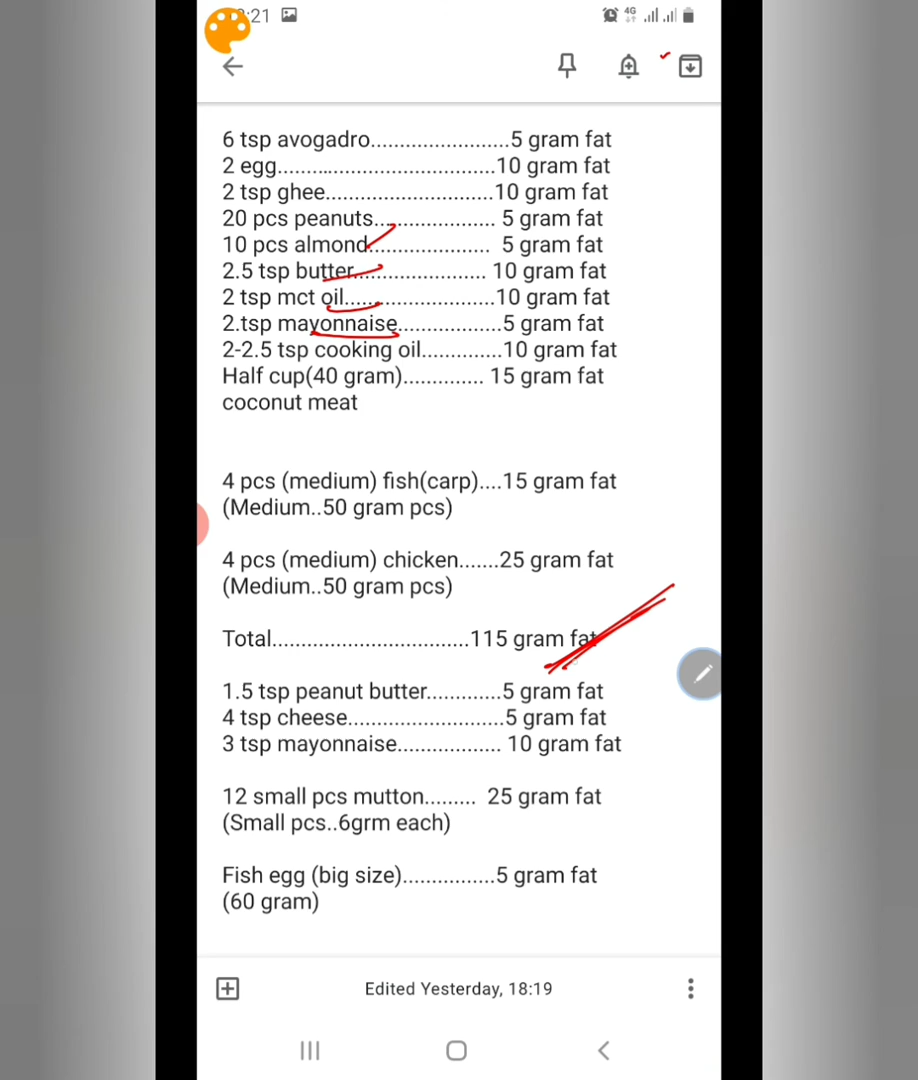 :21
4G
6 tsp avogadro........................5 gram fat
2 egg.....................................10 gram fat
2 tsp ghee.............................10 gram fat
20 pcs peanuts..................... 5 gram fat
10 pcs almond..................... 5 gram fat
2.5 tsp butter....................... 10 gram fat
2 tsp mct oil..........................10 gram fat
2.tsp mayonnaise..................5 gram fat
2-2.5 tsp cooking oil..............10 gram fat
Half cup(40 gram).............. 15 gram fat
coconut meat
4 pcs (medium) fish(carp)....15 gram fat
(Medium..50 gram pcs)
4 pcs (medium) chicken.......25 gram fat
(Medium..50 gram pcs)
Total..................................115 gram fat
1.5 tsp peanut butter.............5 gram fat
4 tsp cheese...........................5 gram fat
3 tsp mayonnaise.................. 10 gram fat
12 small pcs mutton......... 25 gram fat
(Small pcs..6grm each)
Fish egg (big size)................5 gram fat
(60 gram)
Edited Yesterday, 18:19